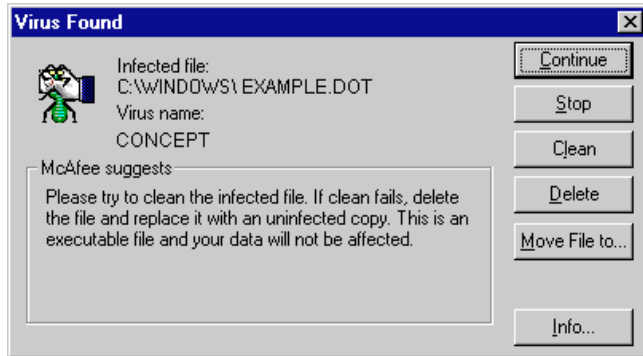 Virus Found
Infected file:
C:\WINDOWS\ EXAMPLE.DOT
Virus name:
CONCEPT
McAfee suggests
Please try to clean the infected file. If clean fails, delete
the file and replace it with an uninfected copy. This is an
executable file and your data will not be affected.
Continue
Stop
Clean
Delete
Move File to...
Info...